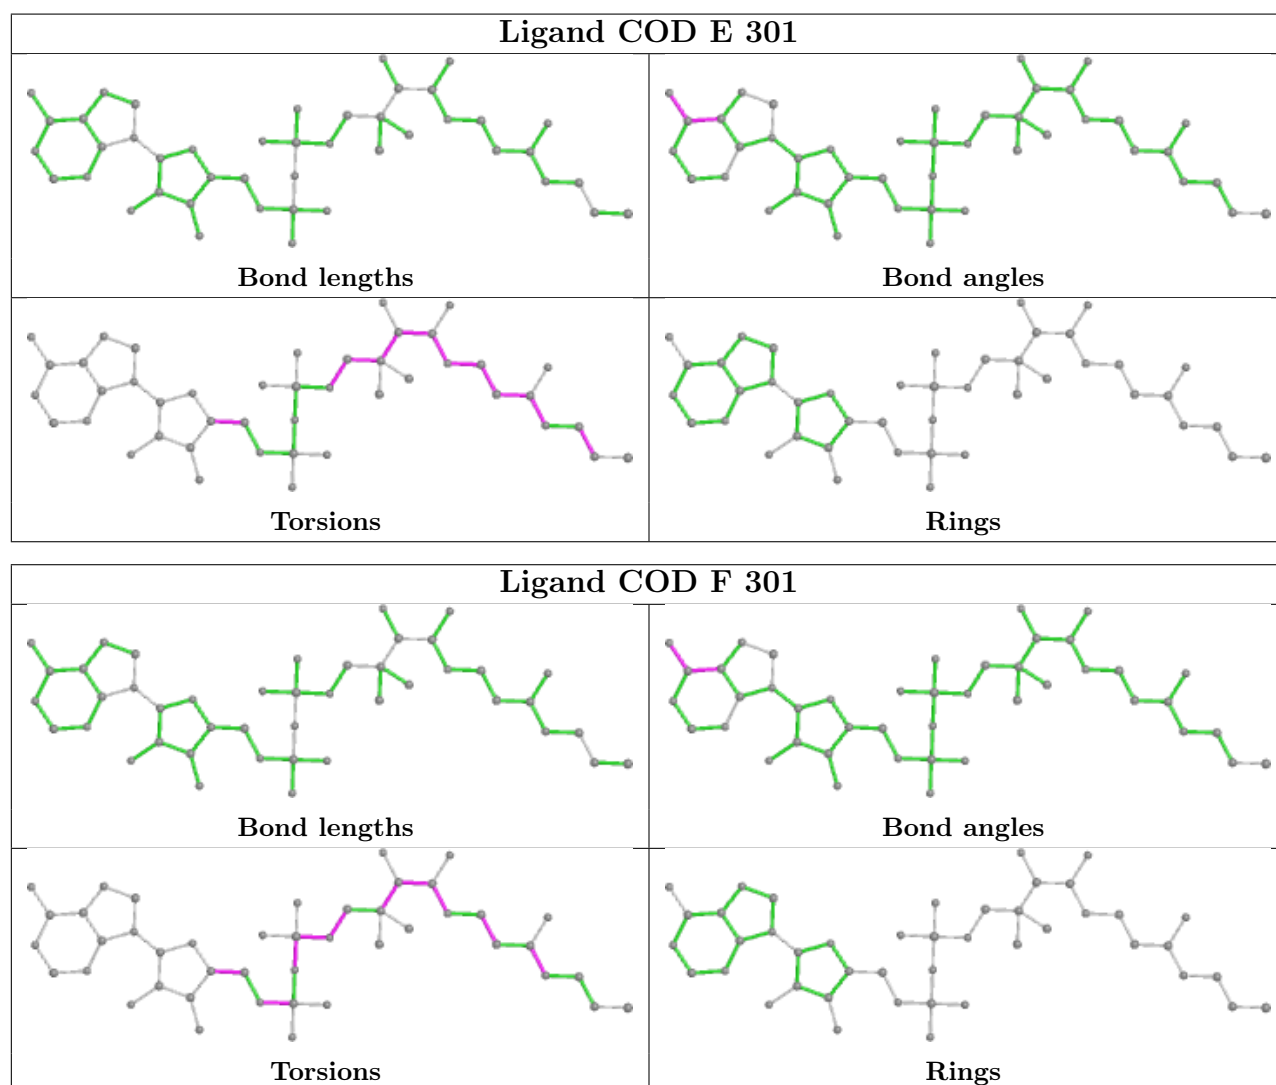 Ligand COD E 301
Bond lengths
Bond angles
Torsions
Rings
Ligand COD F 301
Bond lengths
Bond angles
Torsions
Rings